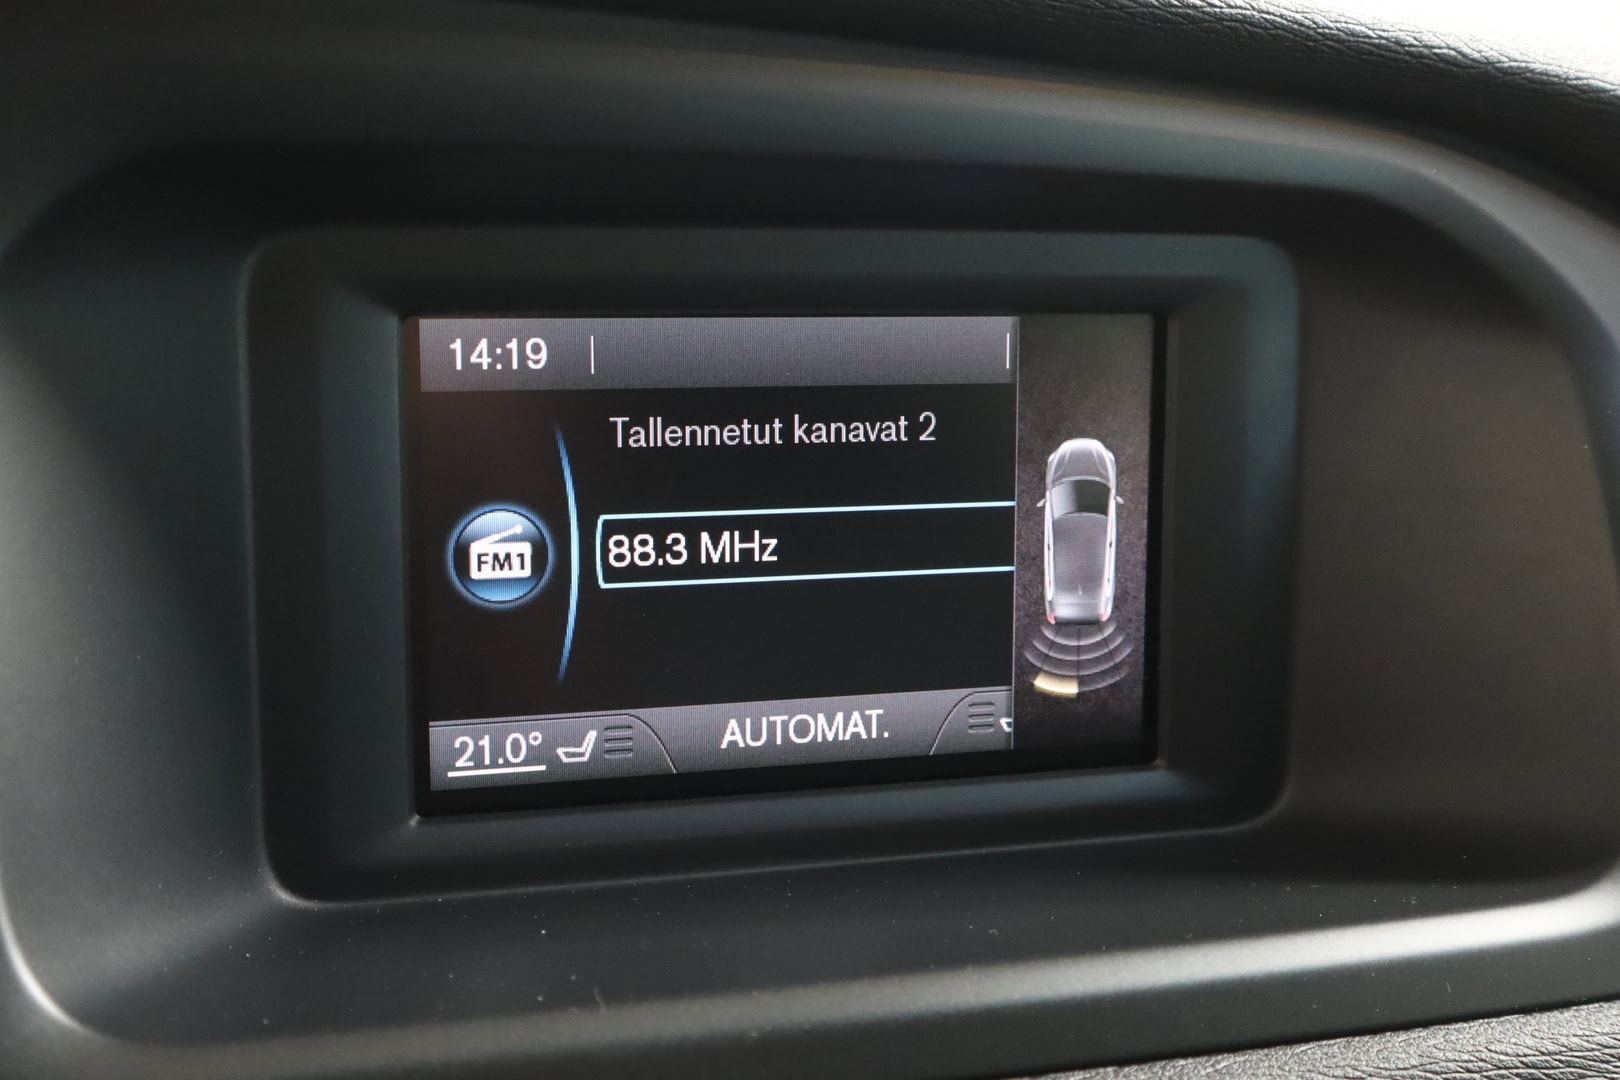 14:19
Tallennetut kanavat 2
FM1
88.3 MHz
21.0°
AUTOMAT.